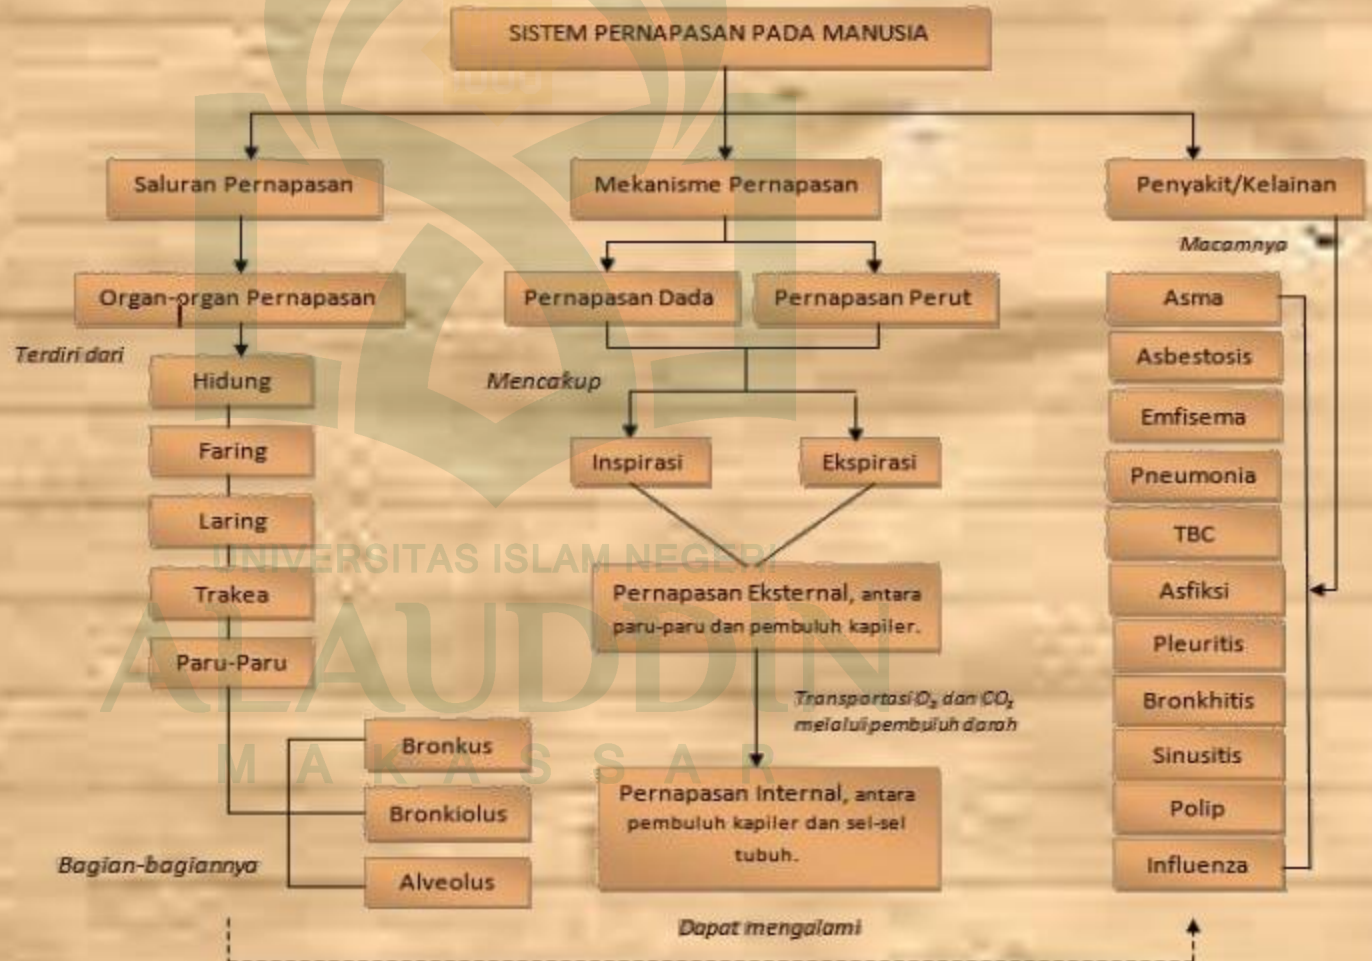 SISTEM PERNAPASAN PADA MANUSIA
Saluran Pernapasan
Mekanisme Pernapasan
Penyakit/Kelainan
Macamnya
Organ-organ Pernapasan
Pernapasan Dada
Pernapasan Perut
Asma
Terdiri dari
Asbestosis
Hidung
Mencakup
Emfisema
Faring
Inspirasi
Ekspirasi
Pneumonia
Laring
TBC
UNIVERSITAS ISLAM NEGERI
Trakea
Pernapasan Eksternal, antara
paru-paru dan pembuluh kapiler.
Asfiksi
Pleuritis
Paru-Paru
ALAUDDIN
Transportasi O₂ dan CO₂
melalui pembuluh darah
Bronkhitis
Bronkus
Sinusitis
MAKASSAR
Bronkiolus
Pernapasan Internal, antara
pembuluh kapiler dan sel-sel
tubuh.
Polip
Bagian-bagiannya
Alveolus
Influenza
Dapat mengalami